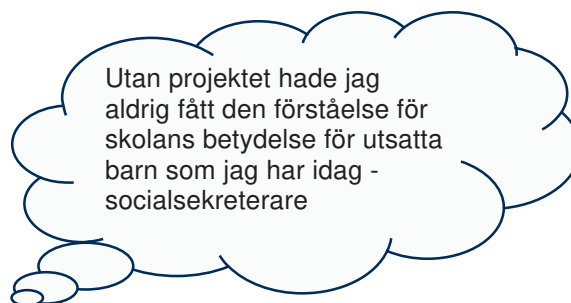 Utan projektet hade jag
aldrig fått den förståelse för
skolans betydelse för utsatta
barn som jag har idag -
socialsekreterare